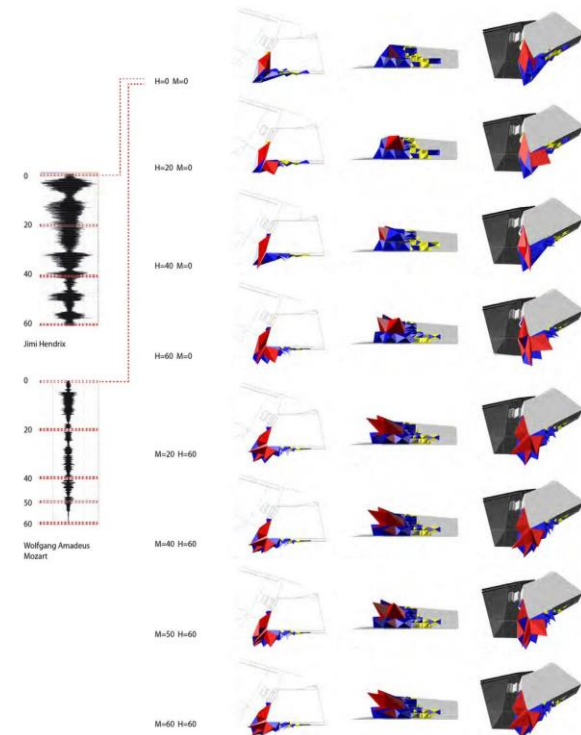 H=0 M=0
H=20 M=0
H=40 M=0
H=60 M=0
M=20 H=60
M=40 H=60
M=50 H=60
M=60 H=60
0
20
40
60
Jimi Hendrix
0
20
40
50
60
Wolfgang Amadeus
Mozart